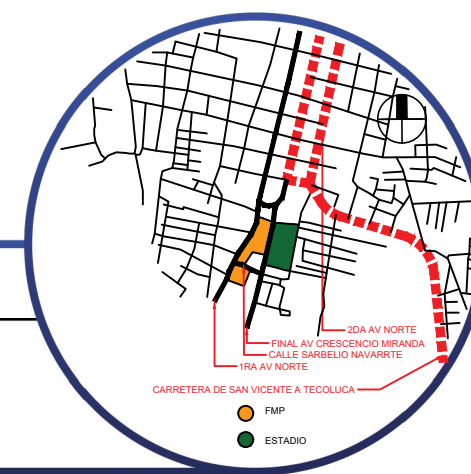 2DA AV NORTE
FINAL AV CRESCENCIO MIRANDA
CALLE SARBELIO NAVARRTE
1RA AV NORTE
CARRETERA DE SAN VICENTE A TECOLUCA
FMP
ESTADIO